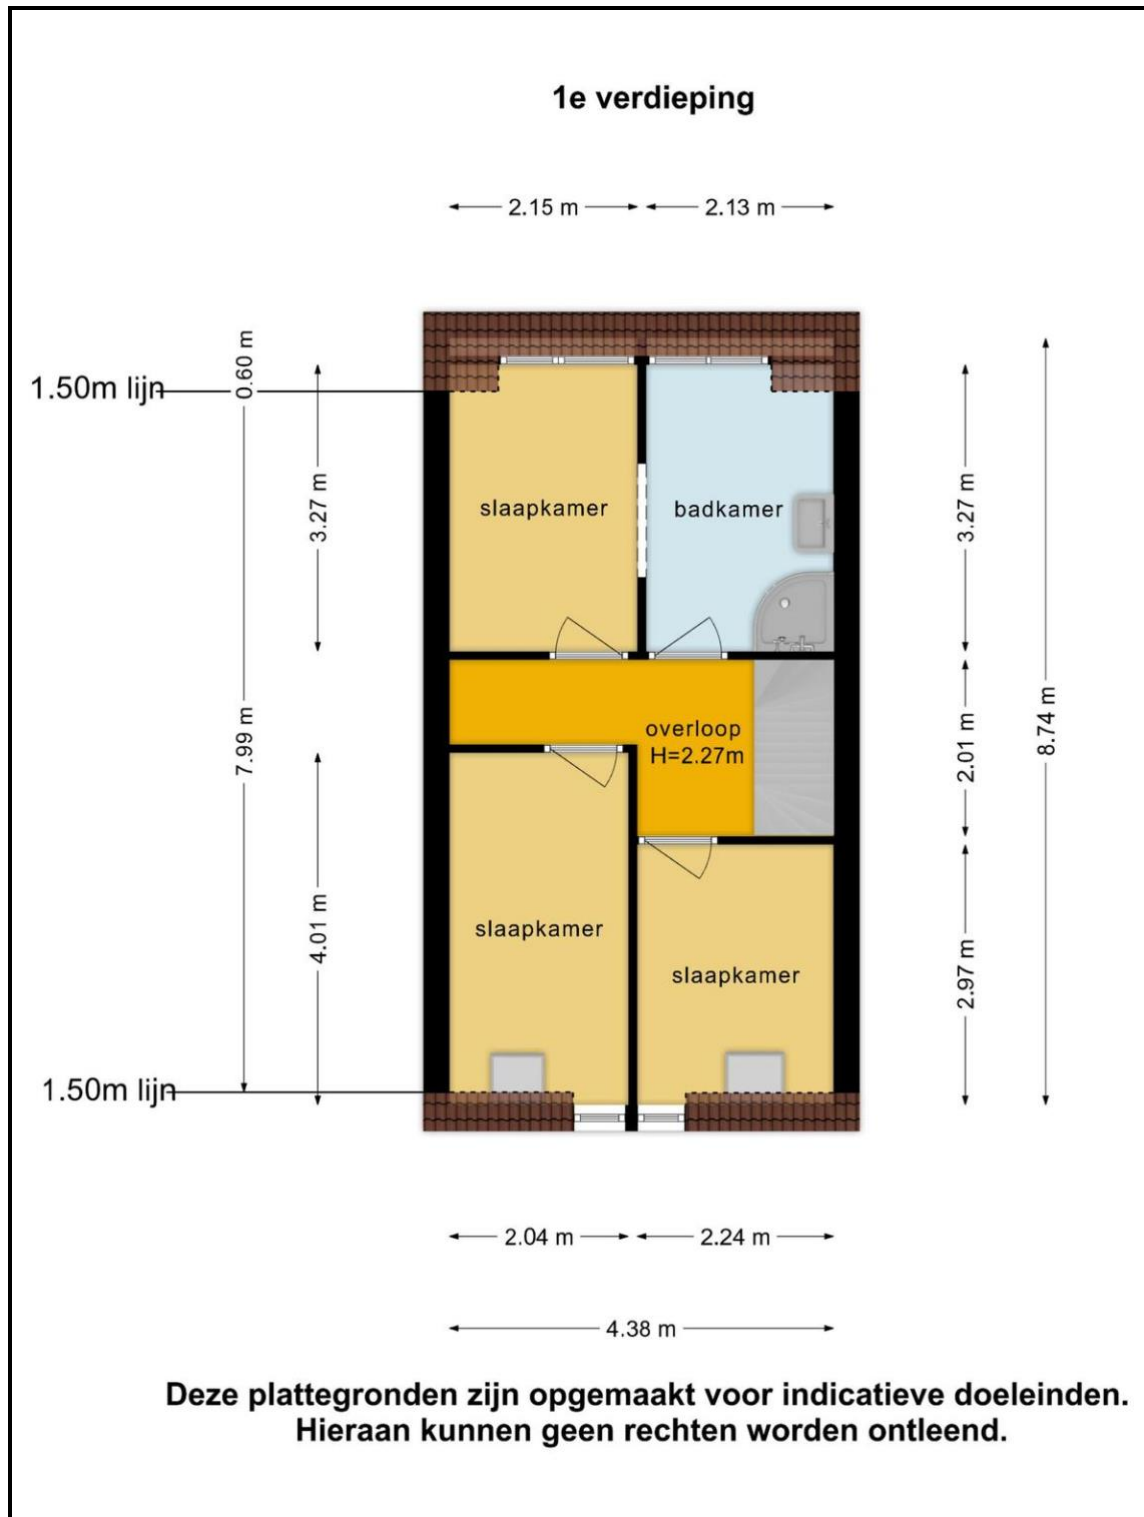 1e verdieping
2.15 m
2.13 m
0.60 m
1.50m lijn
3.27 m
slaapkamer
badkamer
3.27 m
7.99 m
overloop
H=2.27m
2.01 m
8.74 m
4.01 m
slaapkamer
slaapkamer
2.97 m
1.50m lijn
2.04 m
2.24 m
4.38 m
Deze plattegronden zijn opgemaakt voor indicatieve doeleinden.
Hieraan kunnen geen rechten worden ontleend.